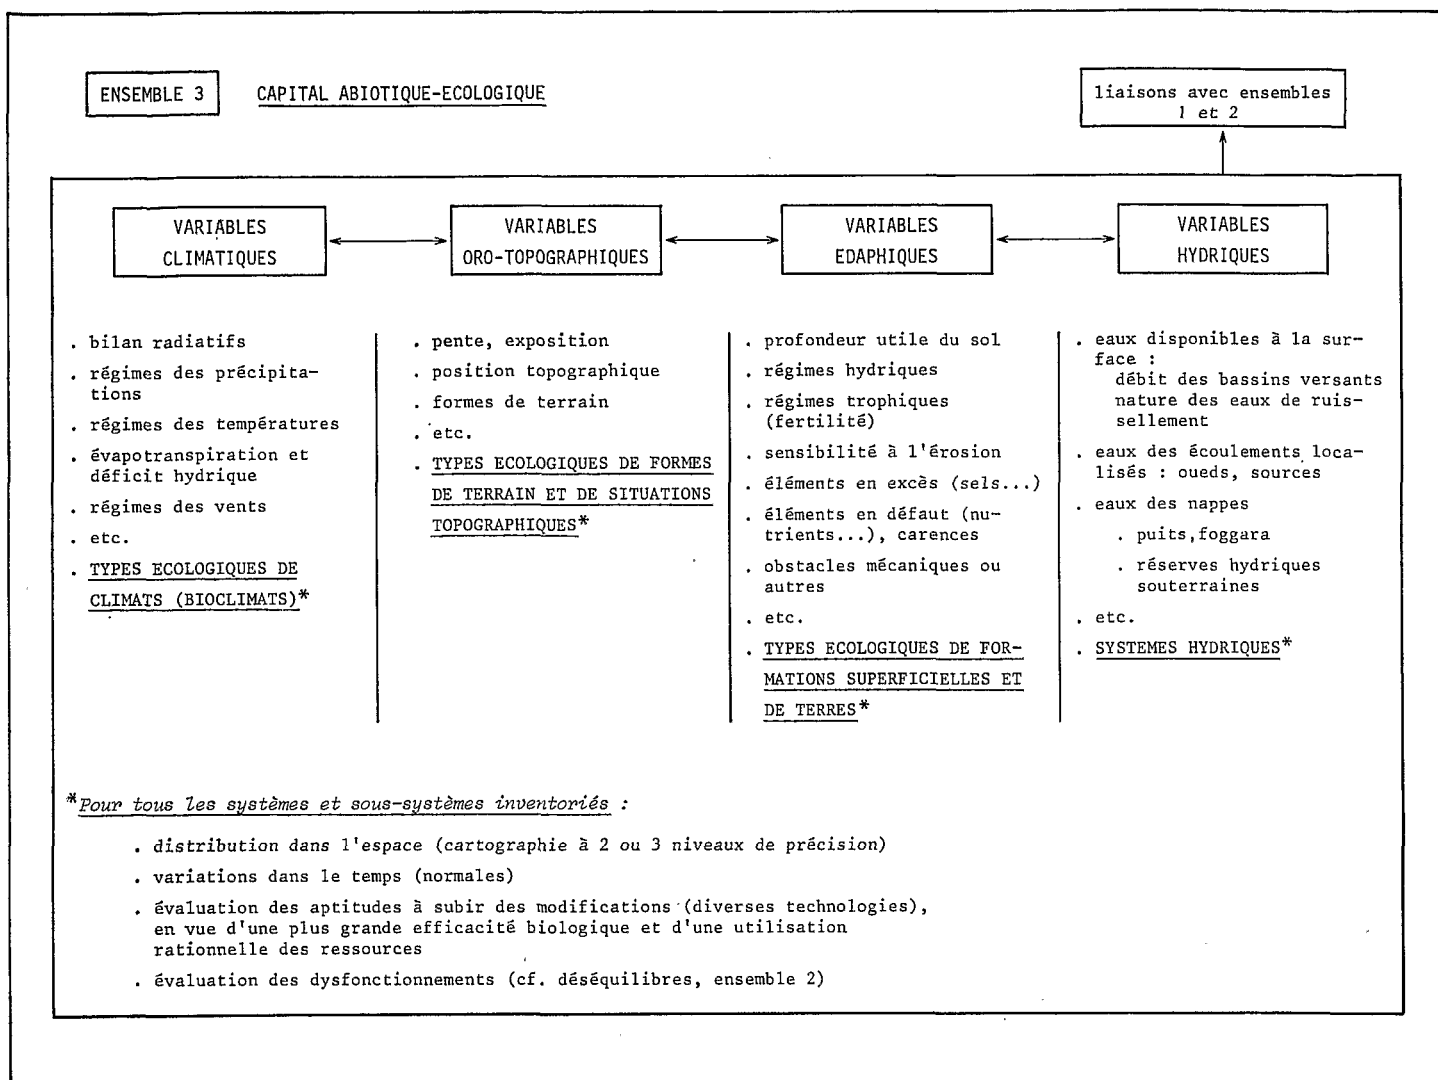 ENSEMBLE 3
CAPITAL ABIOTIQUE-ECOLOGIQUE
liaisons avec ensembles
1 et 2
VARIABLES
CLIMATIQUES
VARIABLES
ORO-TOPOGRAPHIQUES
VARIABLES
EDAPHIQUES
VARIABLES
HYDRIQUES
. bilan radiatifs
. régimes des précipita-
tions
. régimes des températures
. évapotranspiration et
déficit hydrique
. régimes des vents
. etc.
. TYPES ECOLOGIQUES DE
CLIMATS (BIOCLIMATS)*
. pente, exposition
. position topographique
. formes de terrain
. etc.
. TYPES ECOLOGIQUES DE FORMES
DE TERRAIN ET DE SITUATIONS
TOPOGRAPHIQUES*
. profondeur utile du sol
. régimes hydriques
. régimes trophiques
(fertilité)
. sensibilité à l'érosion
. éléments en excès (sels...)
. éléments en défaut (nu-
trients...), carences
. obstacles mécaniques ou
autres
. etc.
. TYPES ECOLOGIQUES DE FOR-
MATIONS SUPERFICIELLES ET
DE TERRES*
. eaux disponibles à la sur-
face :
débit des bassins versants
nature des eaux de ruis-
sellement
. eaux des écoulements loca-
lisés : oueds, sources
. eaux des nappes
. puits,foggara
. réserves hydriques
souterraines
. etc.
. SYSTEMES HYDRIQUES*
*Pour tous les systèmes et sous-systèmes inventoriés :
. distribution dans l'espace (cartographie à 2 ou 3 niveaux de précision)
. variations dans le temps (normales)
. évaluation des aptitudes à subir des modifications (diverses technologies),
en vue d'une plus grande efficacité biologique et d'une utilisation
rationnelle des ressources
. évaluation des dysfonctionnements (cf. déséquilibres, ensemble 2)